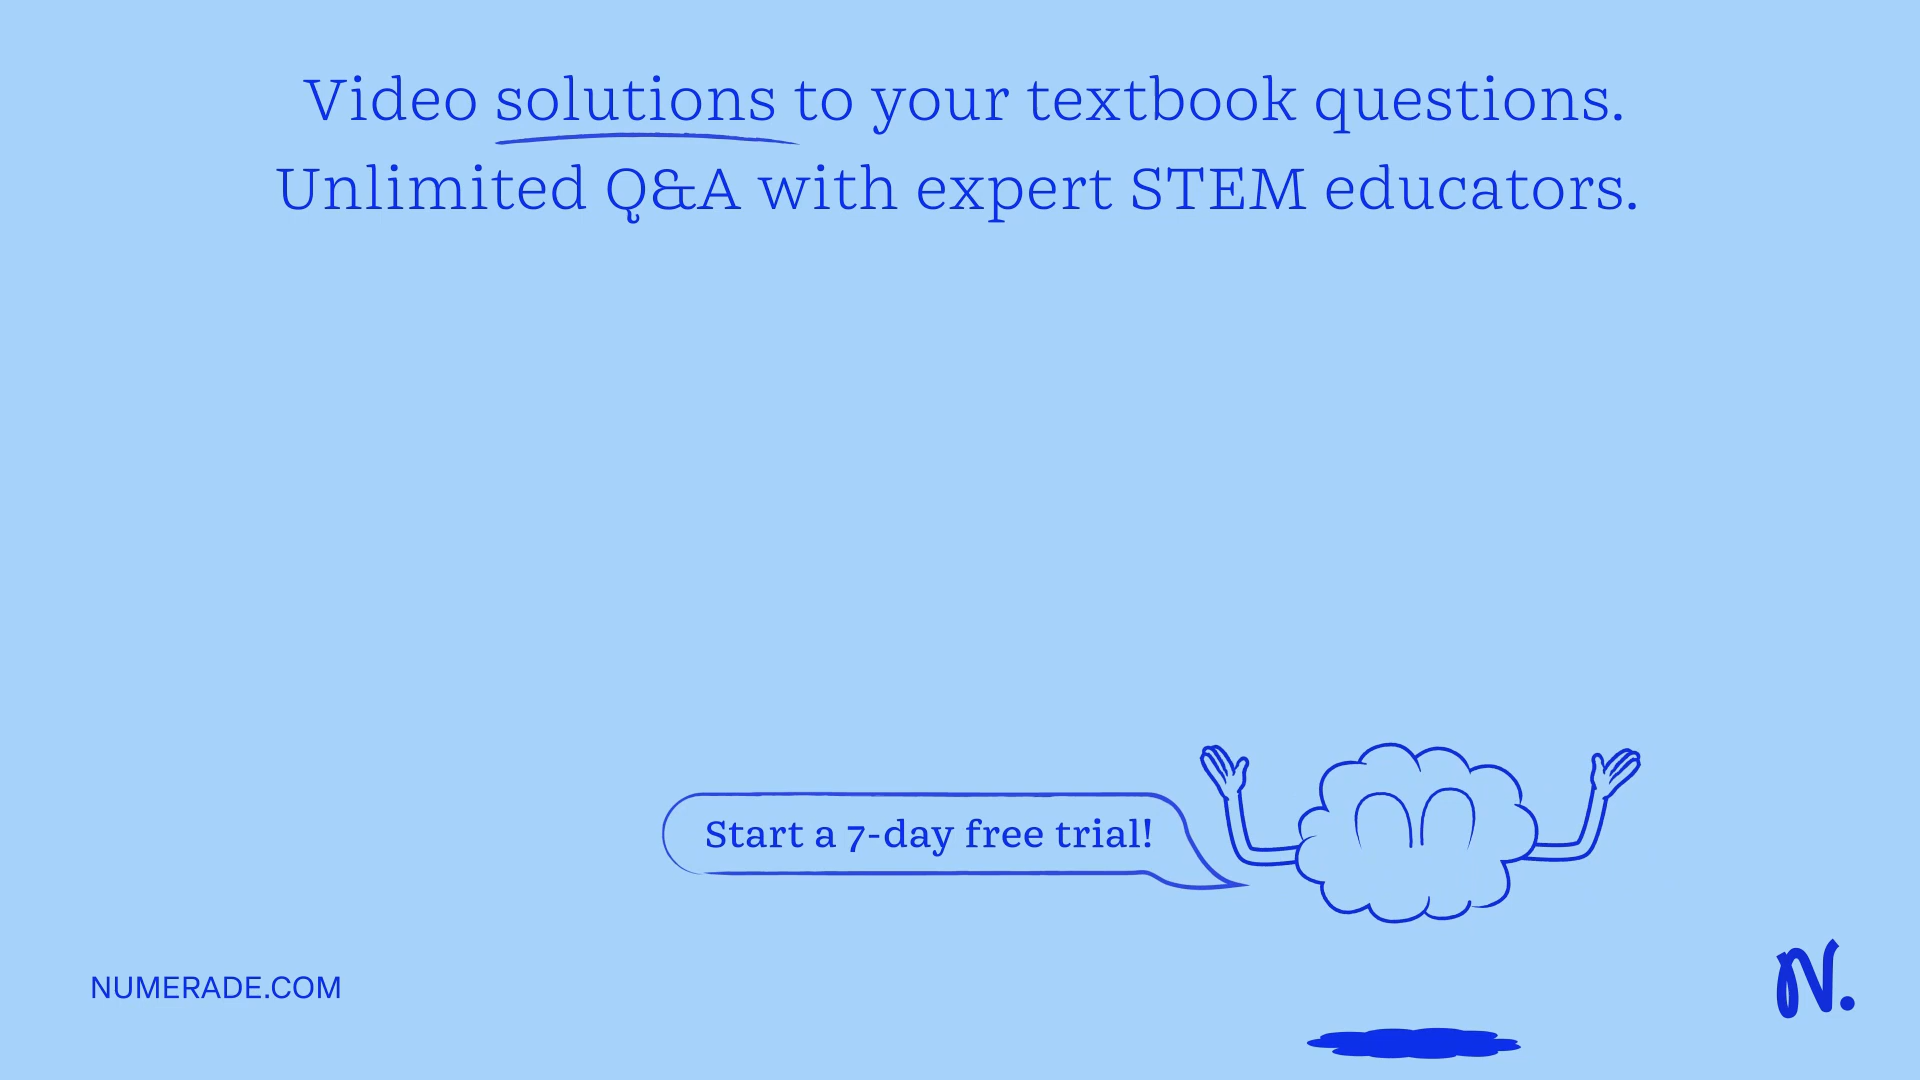 Video solutions to your textbook questions.
Unlimited Q&A with expert STEM educators.
Start a 7-day free trial!
NUMERADE.COM
N.